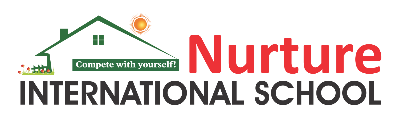 Compete with yourself!
Nurture
INTERNATIONAL SCHOOL